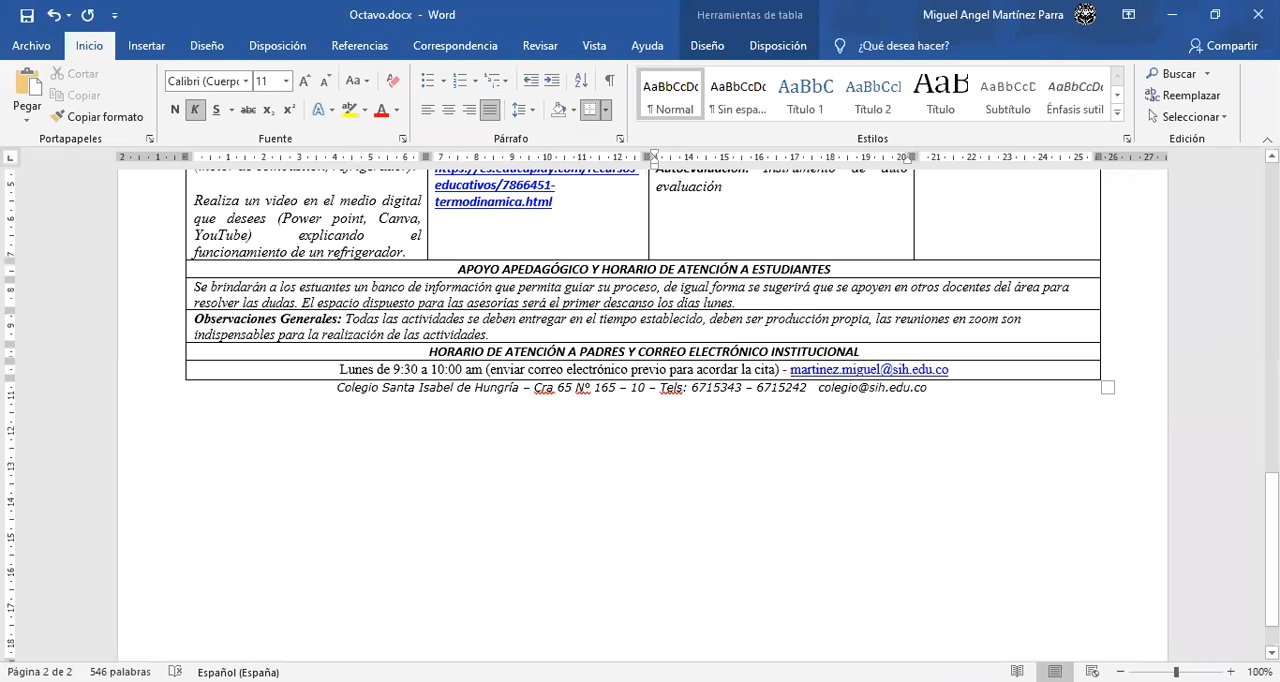 Octavo.docx - Word
Herramientas de tabla
Miguel Angel Martínez Parra
Archivo Inicio Insertar Diseño Disposición Referencias Correspondencia Revisar Vista Ayuda Diseño Disposición ¿Qué desea hacer? Compartir
Pegar
Cortar
Copiar
Copiar formato
Portapapeles
Calibri (Cuerpo 11
Fuente
Párrafo
AaBbCcDc AaBbCcDc AaBbC AaBbCcI AaB AaBbCcD AaBbCcDc
¶ Normal ¶ Sin espa... Título 1 Título 2 Título Subtítulo Énfasis sutil
Estilos
Buscar
Reemplazar
Seleccionar
Edición
https://es.educaplay.com/recursos-
educativos/7866451-
termodinamica.html
Autoevaluación: Instrumento de auto
evaluación
Realiza un video en el medio digital
que desees (Power point, Canva,
YouTube) explicando el
funcionamiento de un refrigerador.
APOYO APEDAGÓGICO Y HORARIO DE ATENCIÓN A ESTUDIANTES
Se brindarán a los estuantes un banco de información que permita guiar su proceso, de igual forma se sugerirá que se apoyen en otros docentes del área para
resolver las dudas. El espacio dispuesto para las asesorías será el primer descanso los días lunes.
Observaciones Generales: Todas las actividades se deben entregar en el tiempo establecido, deben ser producción propia, las reuniones en zoom son
indispensables para la realización de las actividades.
HORARIO DE ATENCIÓN A PADRES Y CORREO ELECTRÓNICO INSTITUCIONAL
Lunes de 9:30 a 10:00 am (enviar correo electrónico previo para acordar la cita) - martinez.miguel@sih.edu.co
Colegio Santa Isabel de Hungría – Cra 65 Nº 165 – 10 – Tels: 6715343 – 6715242 colegio@sih.edu.co
Página 2 de 2 546 palabras Español (España) 100%